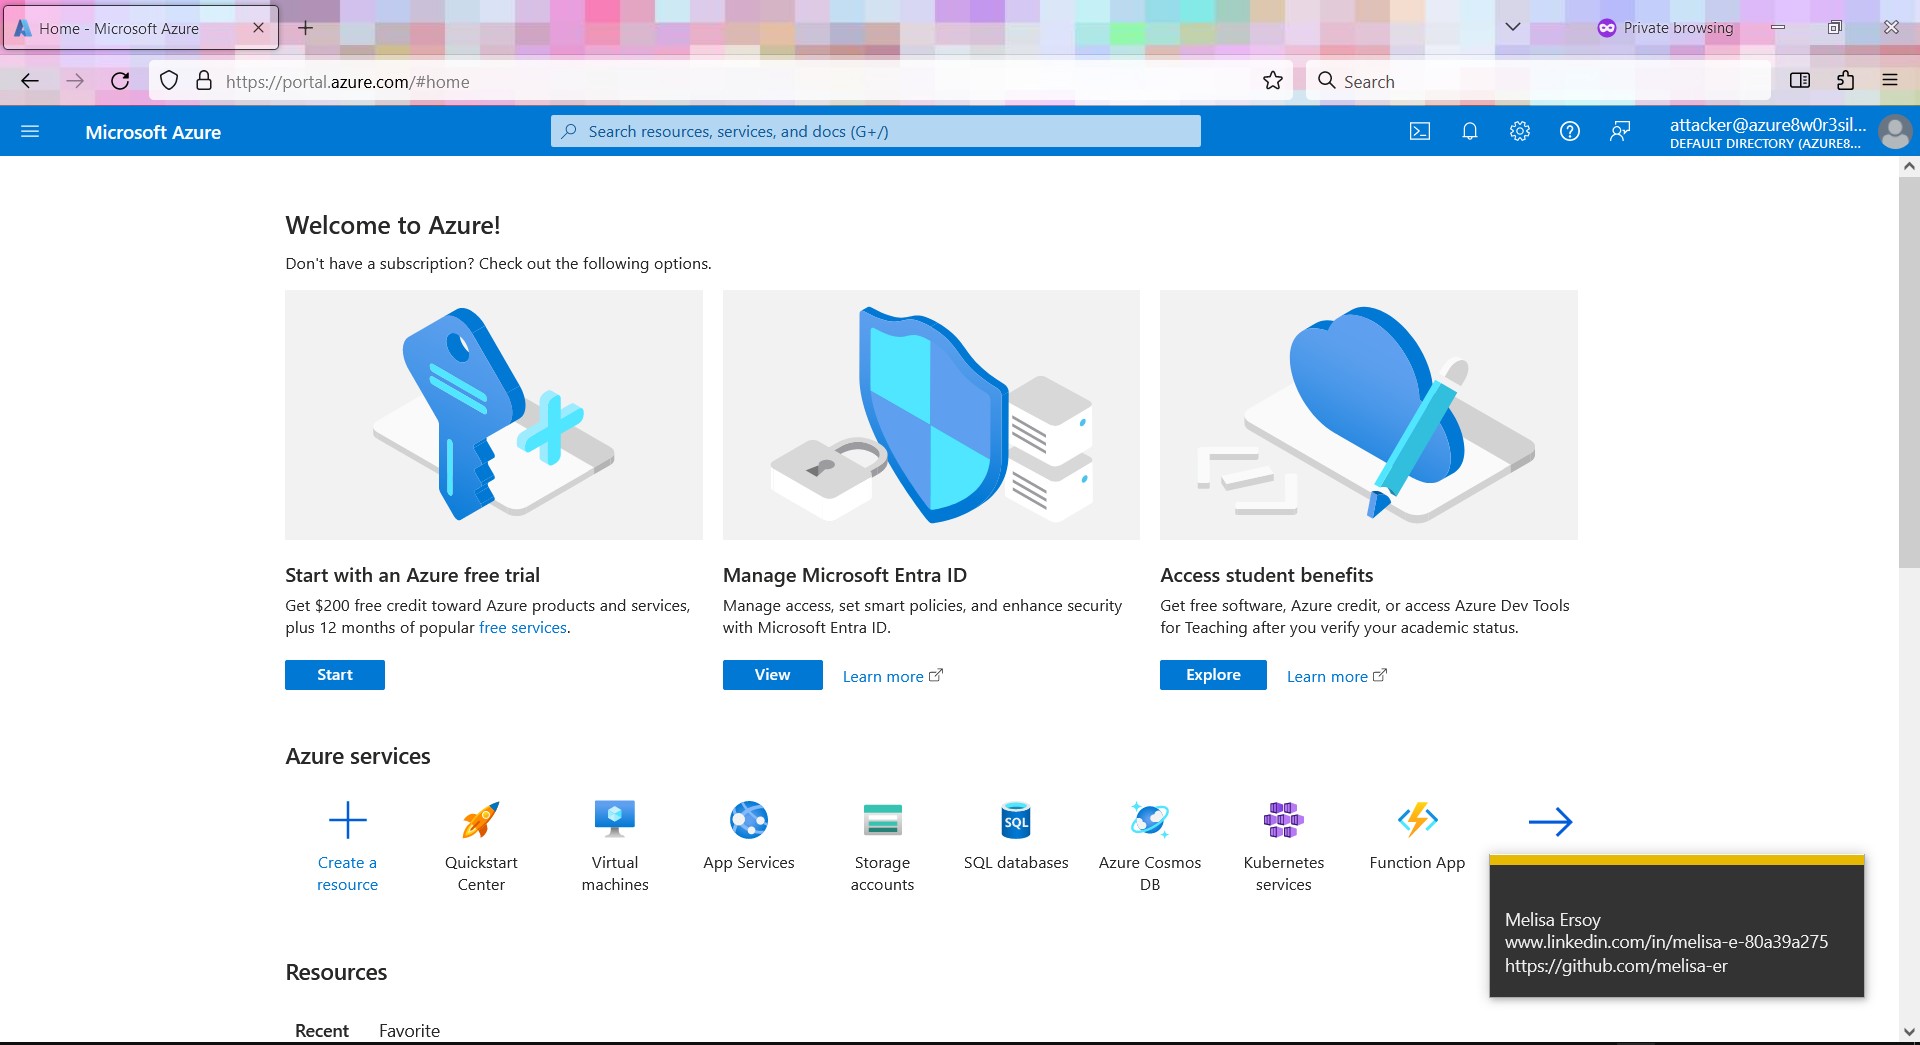 Home - Microsoft Azure
Private browsing
https://portal.azure.com/#home
Search
Microsoft Azure
Search resources, services, and docs (G+/)
attacker@azure8w0r3sil...
DEFAULT DIRECTORY (AZURE8...
Welcome to Azure!
Don't have a subscription? Check out the following options.
Start with an Azure free trial
Get $200 free credit toward Azure products and services,
plus 12 months of popular free services.
Start
Manage Microsoft Entra ID
Manage access, set smart policies, and enhance security
with Microsoft Entra ID.
View
Learn more
Access student benefits
Get free software, Azure credit, or access Azure Dev Tools
for Teaching after you verify your academic status.
Explore
Learn more
Azure services
Create a
resource
Quickstart
Center
Virtual
machines
App Services
Storage
accounts
SQL
SQL databases
Azure Cosmos
DB
Kubernetes
services
Function App
Melisa Ersoy
www.linkedin.com/in/melisa-e-80a39a275
https://github.com/melisa-er
Resources
Recent
Favorite